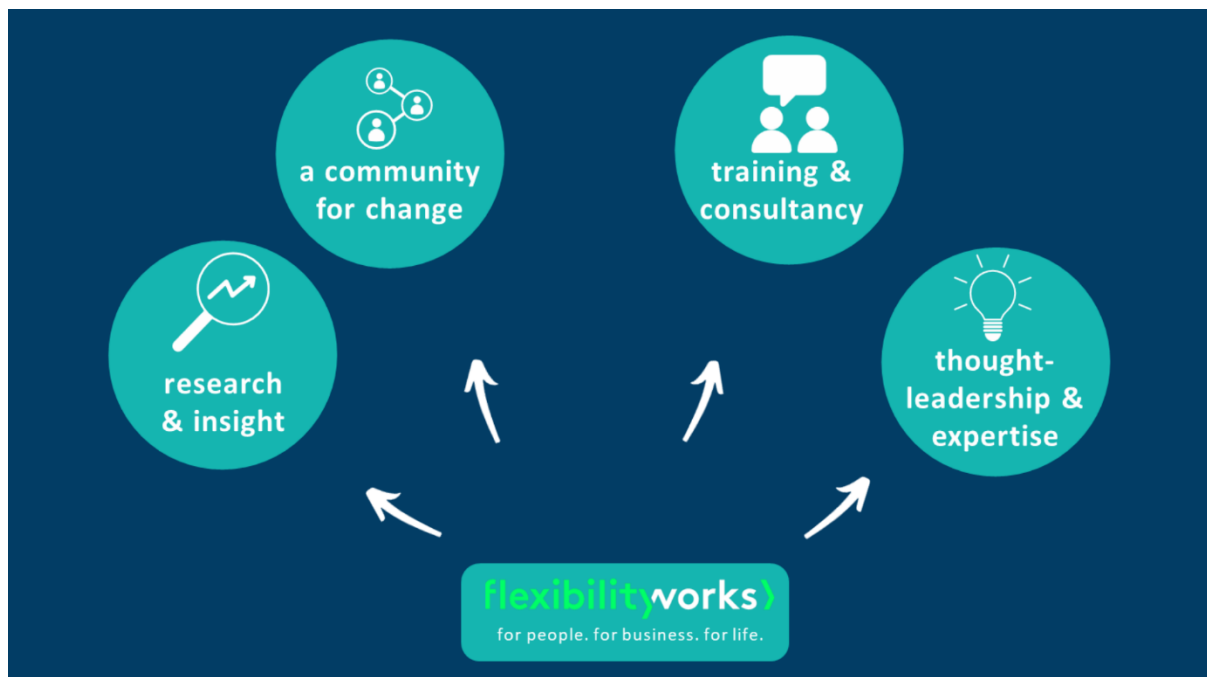 a community
for change
training &
consultancy
research
& insight
thought-
leadership &
expertise
flexibilityworks
for people. for business. for life.